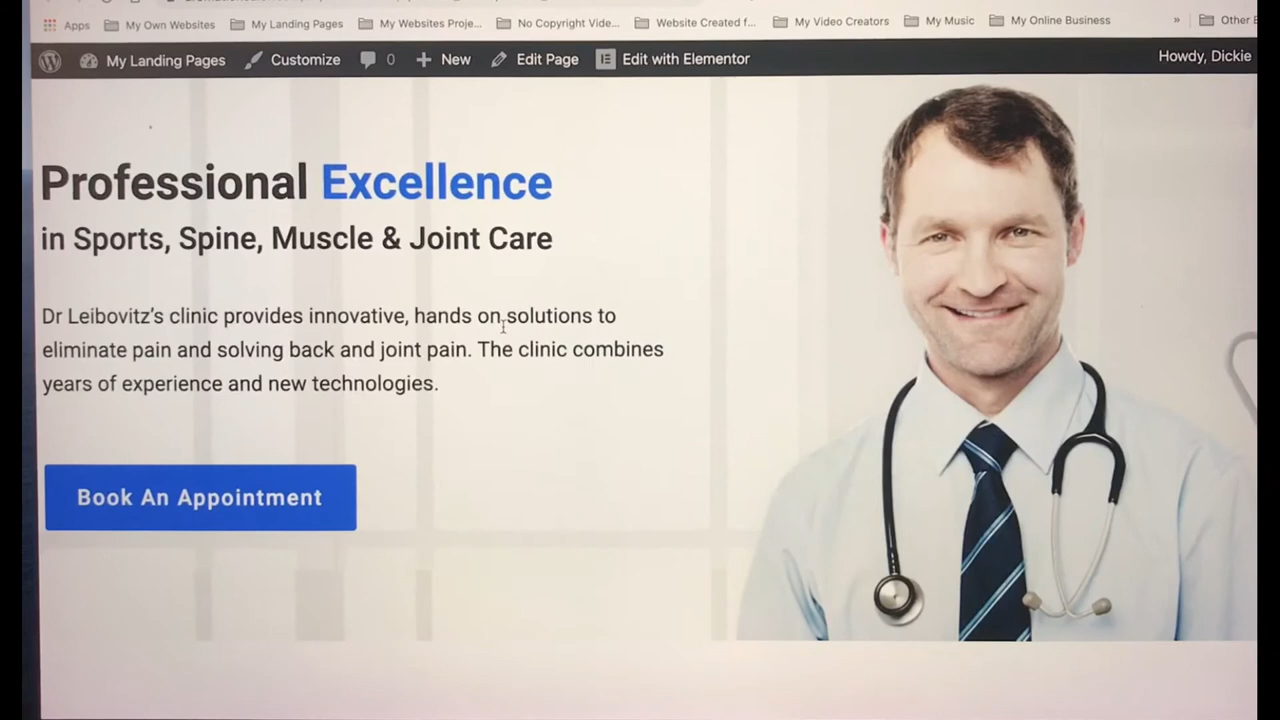 Apps My Own Websites My Landing Pages My Websites Proje... No Copyright Vide... Website Created f... My Video Creators My Music My Online Business » Other
My Landing Pages Customize 0 New Edit Page Edit with Elementor Howdy, Dickie
Professional Excellence
in Sports, Spine, Muscle & Joint Care
Dr Leibovitz's clinic provides innovative, hands on solutions to
eliminate pain and solving back and joint pain. The clinic combines
years of experience and new technologies.
Book An Appointment